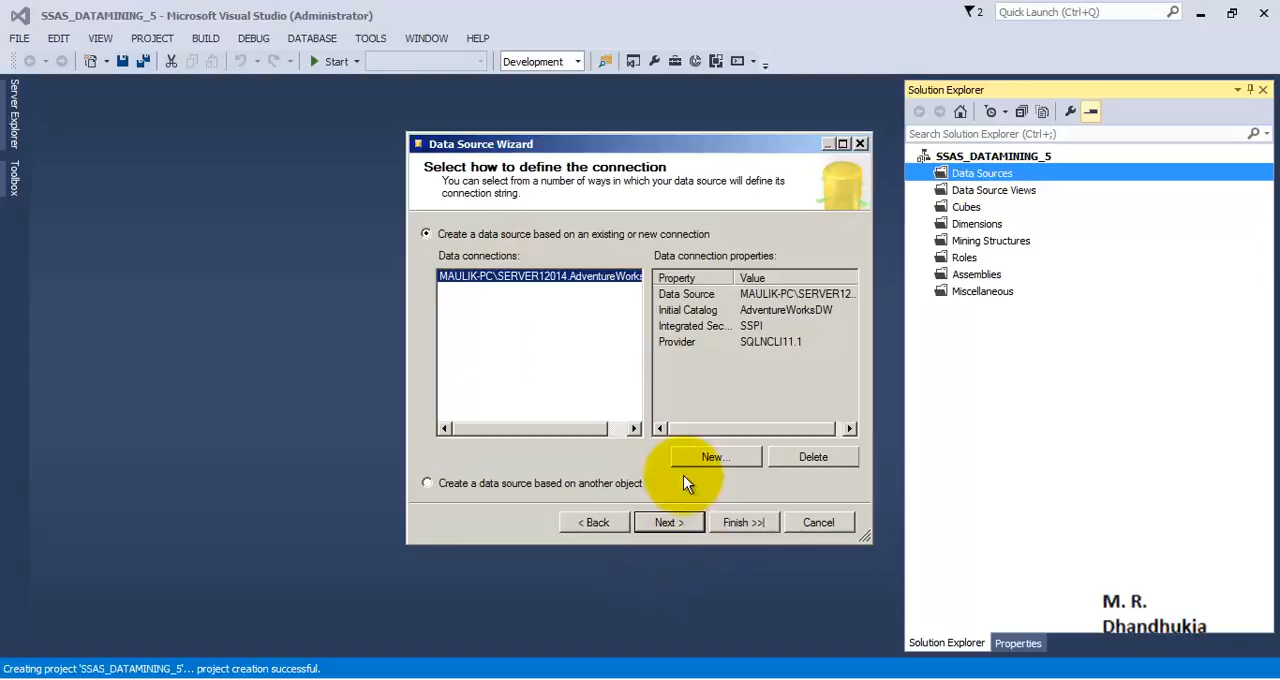 SSAS_DATAMINING_5 - Microsoft Visual Studio (Administrator)
2
Quick Launch (Ctrl+Q)
FILE EDIT VIEW PROJECT BUILD DEBUG DATABASE TOOLS WINDOW HELP
Start
Development
Server Explorer
Toolbox
Data Source Wizard
Select how to define the connection
You can select from a number of ways in which your data source will define its
connection string.
Create a data source based on an existing or new connection
Data connections:
Data connection properties:
MAULIK-PC\SERVER12014.AdventureWorks
Property Value
Data Source MAULIK-PC\SERVER12..
Initial Catalog AdventureWorksDW
Integrated Sec... SSPI
Provider SQLNCLI11.1
New... Delete
Create a data source based on another object
< Back Next > Finish >>| Cancel
Solution Explorer
Search Solution Explorer (Ctrl+;)
SSAS_DATAMINING_5
Data Sources
Data Source Views
Cubes
Dimensions
Mining Structures
Roles
Assemblies
Miscellaneous
M. R.
Dhandhukia
Solution Explorer Properties
Creating project 'SSAS_DATAMINING_5'... project creation successful.